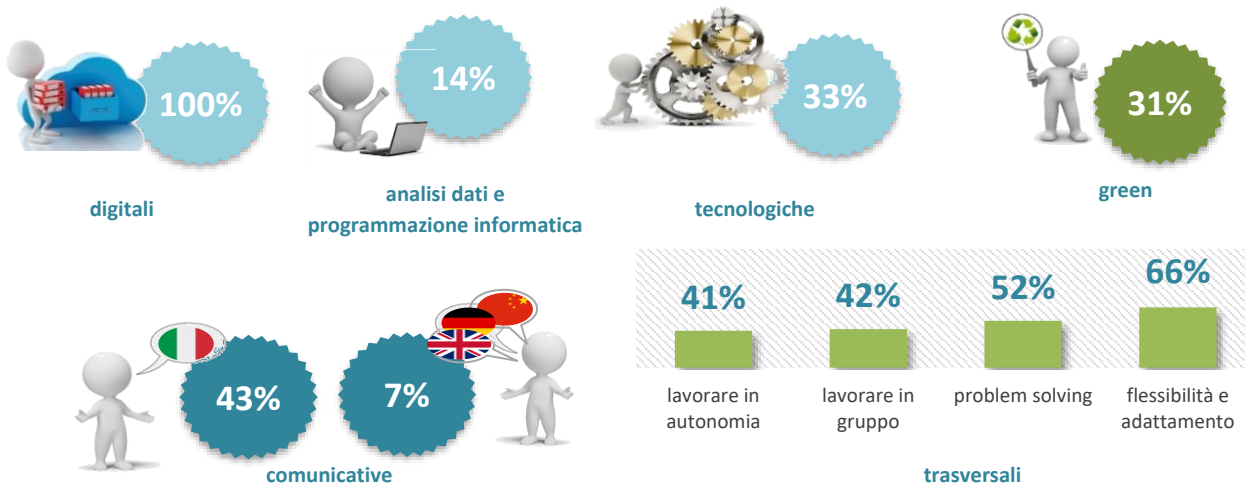 100%
14%
33%
31%
digitali
analisi dati e
programmazione informatica
tecnologiche
green
43%
7%
comunicative
41%
42%
52%
66%
lavorare in
autonomia
lavorare in
gruppo
problem solving
flessibilità e
adattamento
trasversali